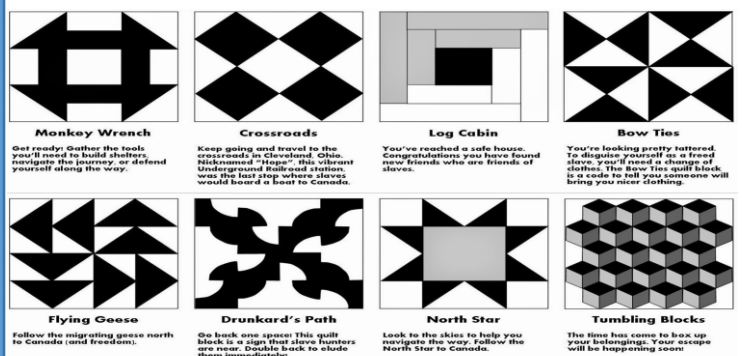 Monkey Wrench
Get ready! Gather the tools
you'll need to build shelters,
navigate the journey, or defend
yourself along the way.
Crossroads
Keep going and travel to the
crossroads in Cleveland, Ohio.
Nicknamed "Hope", this vibrant
Underground Railroad station,
was the last stop where slaves
would board a boat to Canada.
Log Cabin
You've reached a safe house.
Congratulations you have found
new friends who are friends of
slaves.
Bow Ties
You're looking pretty tattered.
To disguise yourself as a freed
slave, you'll need a change of
clothes. The Bow Ties quilt block
is a code to tell you someone will
bring you nicer clothing.
Flying Geese
Follow the migrating geese north
to Canada (and freedom).
Drunkard's Path
Go back one space! This quilt
block is a sign that slave hunters
are near. Double back to elude
them immediately!
North Star
Look to the skies to help you
navigate the way. Follow the
North Star to Canada.
Tumbling Blocks
The time has come to box up
your belongings. Your escape
will be happening soon!